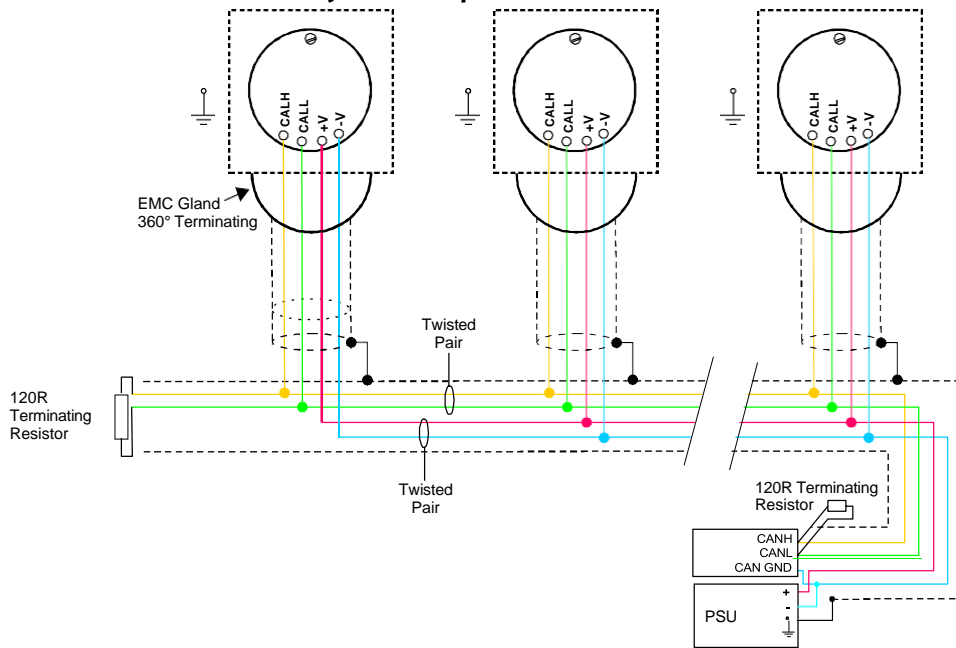 CALH
CALL
+V
-V
CALH
CALL
+V
-V
CALH
CALL
+V
-V
EMC Gland
360° Terminating
Twisted
Pair
120R
Terminating
Resistor
Twisted
Pair
120R Terminating
Resistor
CANH
CANL
CAN GND
PSU
+
-